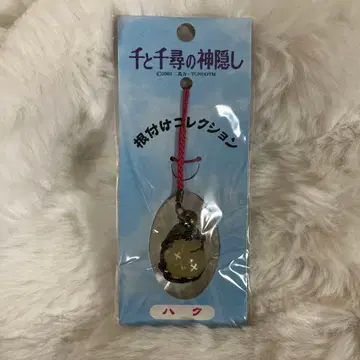 千と千尋の神隠し
根付けコレクション
ハク